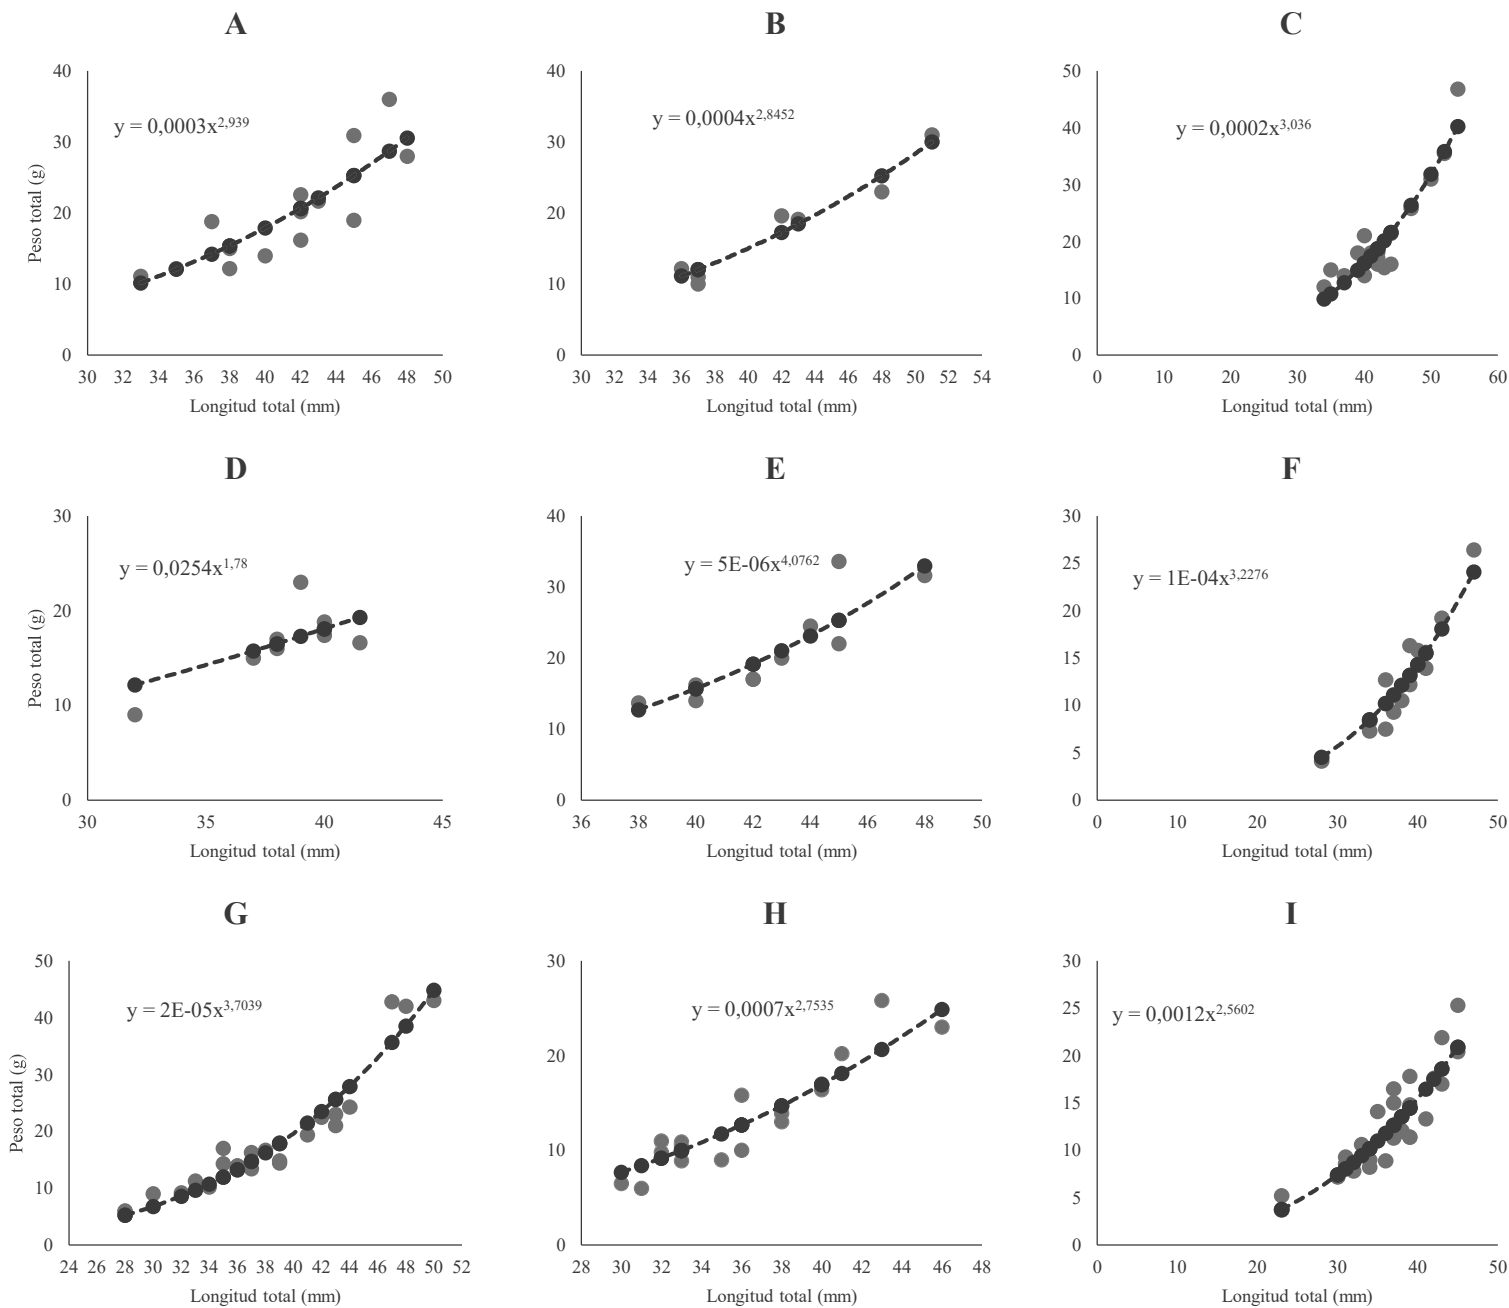 A
B
C
40
30
20
10
0
Peso total (g)
y = 0,0003x^2,939
30 32 34 36 38 40 42 44 46 48 50
Longitud total (mm)
40
30
20
10
0
y = 0,0004x^2,8452
30 33 36 40 42 45 48 51 54
Longitud total (mm)
50
40
30
20
10
0
y = 0,0002x^3,036
0 10 20 30 40 50 60
Longitud total (mm)
D
E
F
30
20
10
0
Peso total (g)
y = 0,0254x^1,78
30 35 40 45
Longitud total (mm)
40
30
20
10
0
y = 5E-06x^4,0762
36 38 40 42 44 46 48 50
Longitud total (mm)
30
25
20
15
10
5
0
y = 1E-04x^3,2276
0 10 20 30 40 50
Longitud total (mm)
G
H
I
50
40
30
20
10
0
Peso total (g)
y = 2E-05x^3,7039
24 26 28 30 32 34 36 38 40 42 44 46 48 50 52
Longitud total (mm)
30
20
10
0
y = 0,0007x^2,7535
28 30 32 34 36 38 40 42 44 46 48
Longitud total (mm)
30
25
20
15
10
5
0
y = 0,0012x^2,5602
0 10 20 30 40 50
Longitud total (mm)